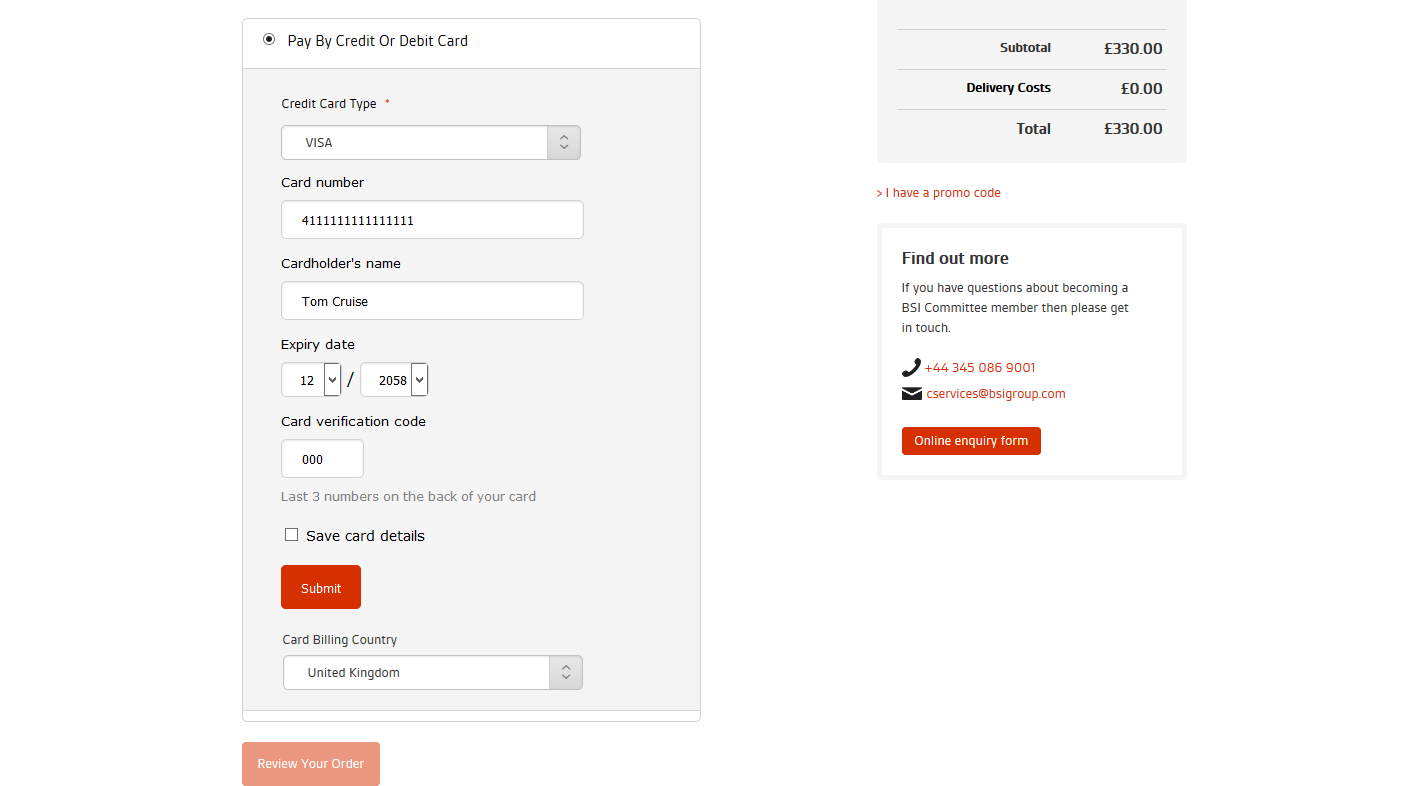 Pay By Credit Or Debit Card
Credit Card Type *
VISA
Card number
4111111111111111
Cardholder's name
Tom Cruise
Expiry date
12 / 2058
Card verification code
000
Last 3 numbers on the back of your card
Save card details
Submit
Card Billing Country
United Kingdom
Review Your Order
Subtotal £330.00
Delivery Costs £0.00
Total £330.00
> I have a promo code
Find out more
If you have questions about becoming a
BSI Committee member then please get
in touch.
+44 345 086 9001
cservices@bsigroup.com
Online enquiry form